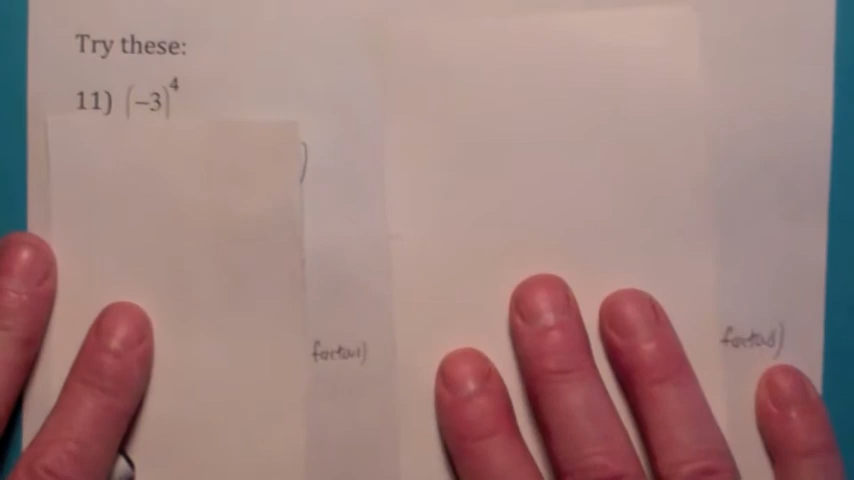 Try these:
11) (−3)^4
)
factors)
factors)